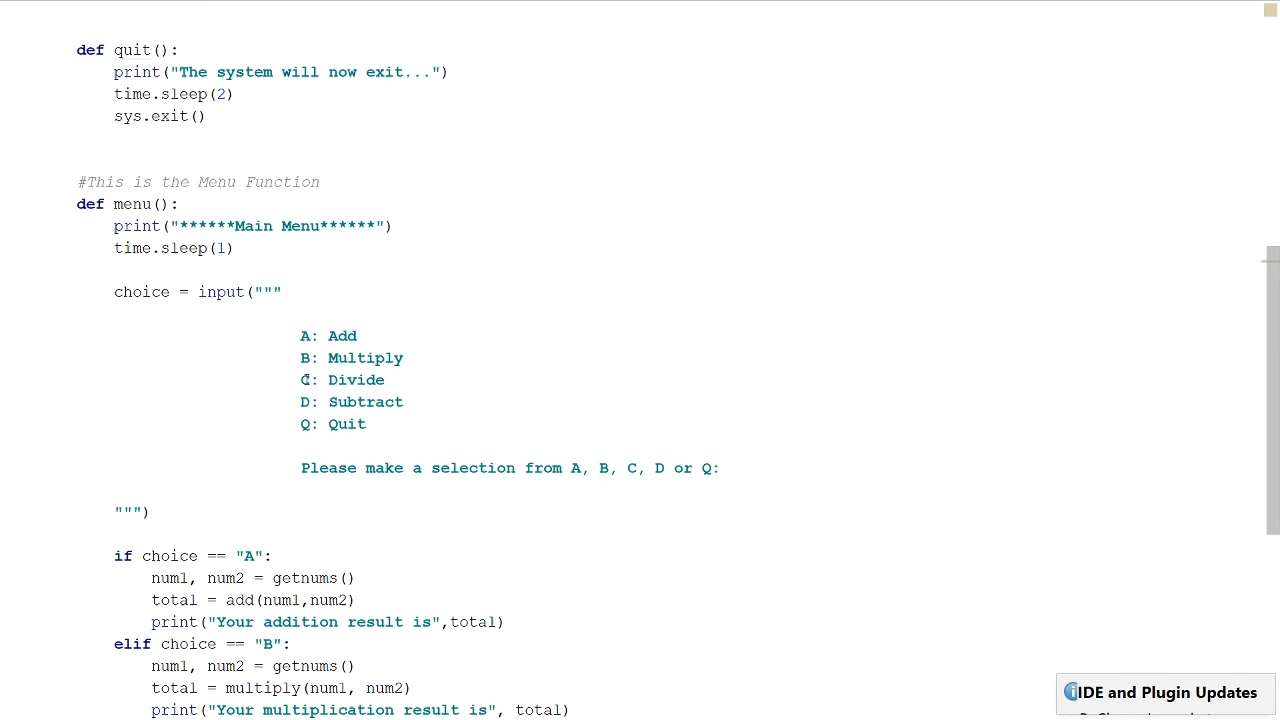 def quit():
    print("The system will now exit...")
    time.sleep(2)
    sys.exit()
#This is the Menu Function
def menu():
    print("******Main Menu******")
    time.sleep(1)
    choice = input("""
                        A: Add
                        B: Multiply
                        C: Divide
                        D: Subtract
                        Q: Quit
                        Please make a selection from A, B, C, D or Q:
    """)
    if choice == "A":
        num1, num2 = getnums()
        total = add(num1,num2)
        print("Your addition result is",total)
    elif choice == "B":
        num1, num2 = getnums()
        total = multiply(num1, num2)
        print("Your multiplication result is", total)
IDE and Plugin Updates